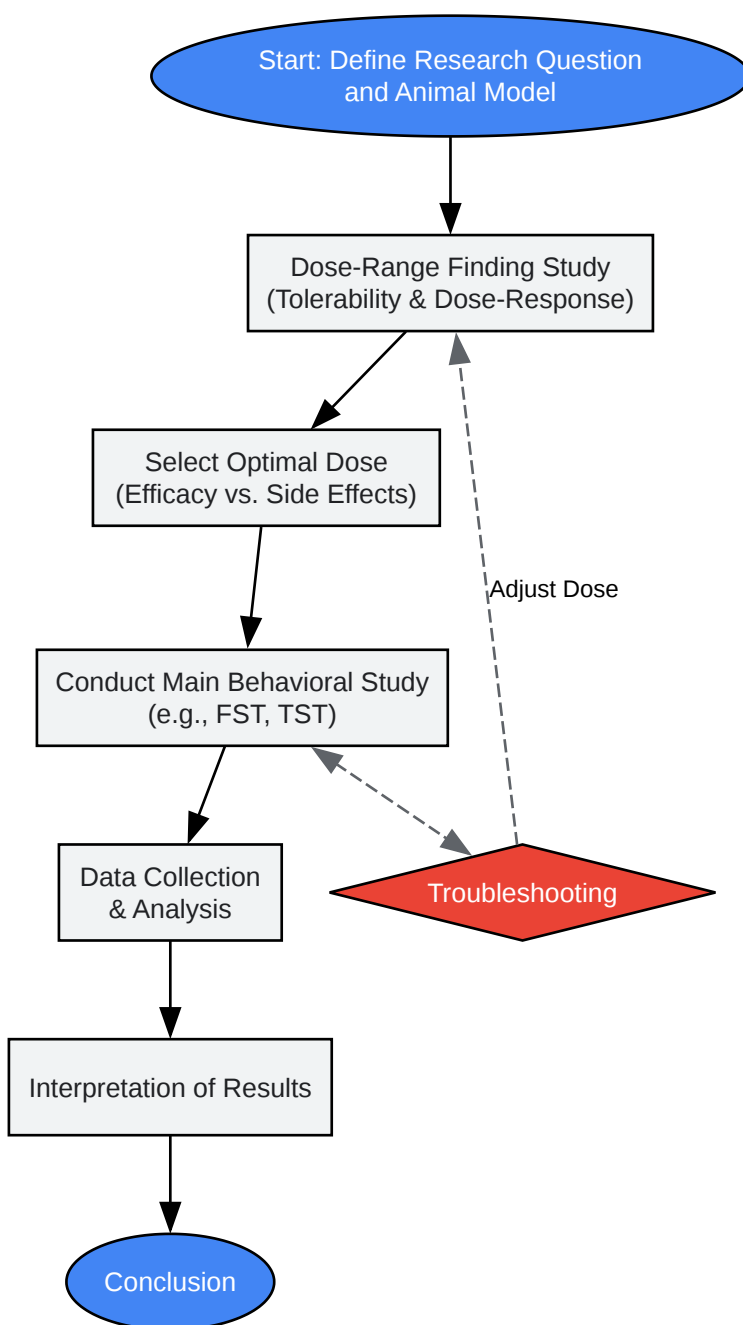 Start: Define Research Question
and Animal Model
Dose-Range Finding Study
(Tolerability & Dose-Response)
Select Optimal Dose
(Efficacy vs. Side Effects)
Adjust Dose
Conduct Main Behavioral Study
(e.g., FST, TST)
Data Collection
& Analysis
Troubleshooting
Interpretation of Results
Conclusion